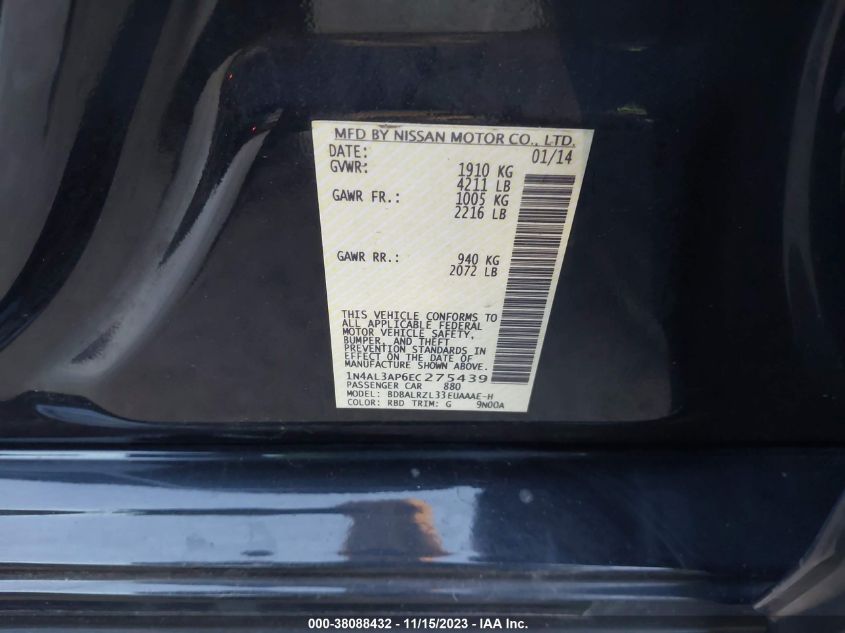 MFD BY NISSAN MOTOR CO., LTD.
DATE: 01/14
GVWR: 1910 KG
4211 LB
GAWR FR.: 1005 KG
2216 LB
GAWR RR.: 940 KG
2072 LB
THIS VEHICLE CONFORMS TO
ALL APPLICABLE FEDERAL
MOTOR VEHICLE SAFETY,
BUMPER, AND THEFT
PREVENTION STANDARDS IN
EFFECT ON THE DATE OF
MANUFACTURE SHOWN ABOVE.
1N4AL3AP6EC275439
PASSENGER CAR 880
MODEL: BDBALRZL33EUAAAE-H
COLOR: RBD TRIM: G 9N00A
000-38088432 - 11/15/2023 - IAA Inc.